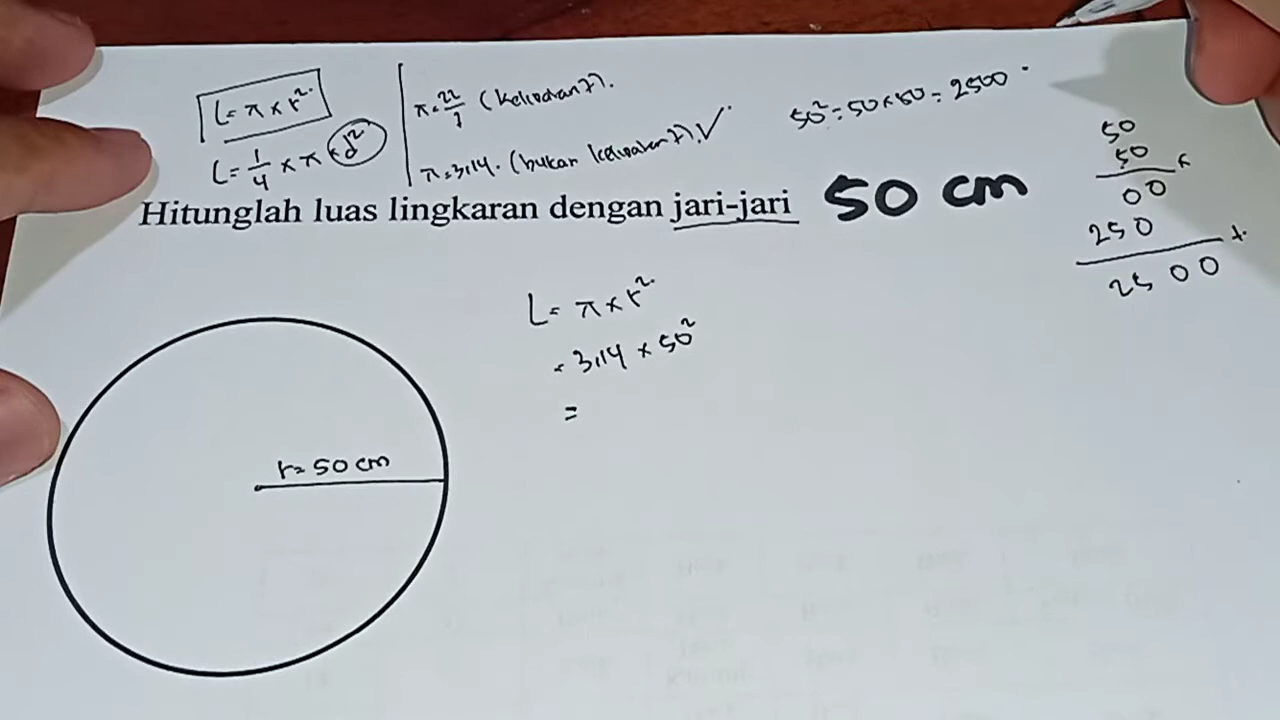 L = π × r².
L = 1/4 × π × d²
π = 22/7 (kelipatan 7).
π = 3,14. (bukan kelipatan 7). ✓
50² = 50 × 50 = 2500
50
50 ×
00
250 +
2500
Hitunglah luas lingkaran dengan jari-jari 50 cm
L = π × r².
= 3,14 × 50²
=
r = 50 cm